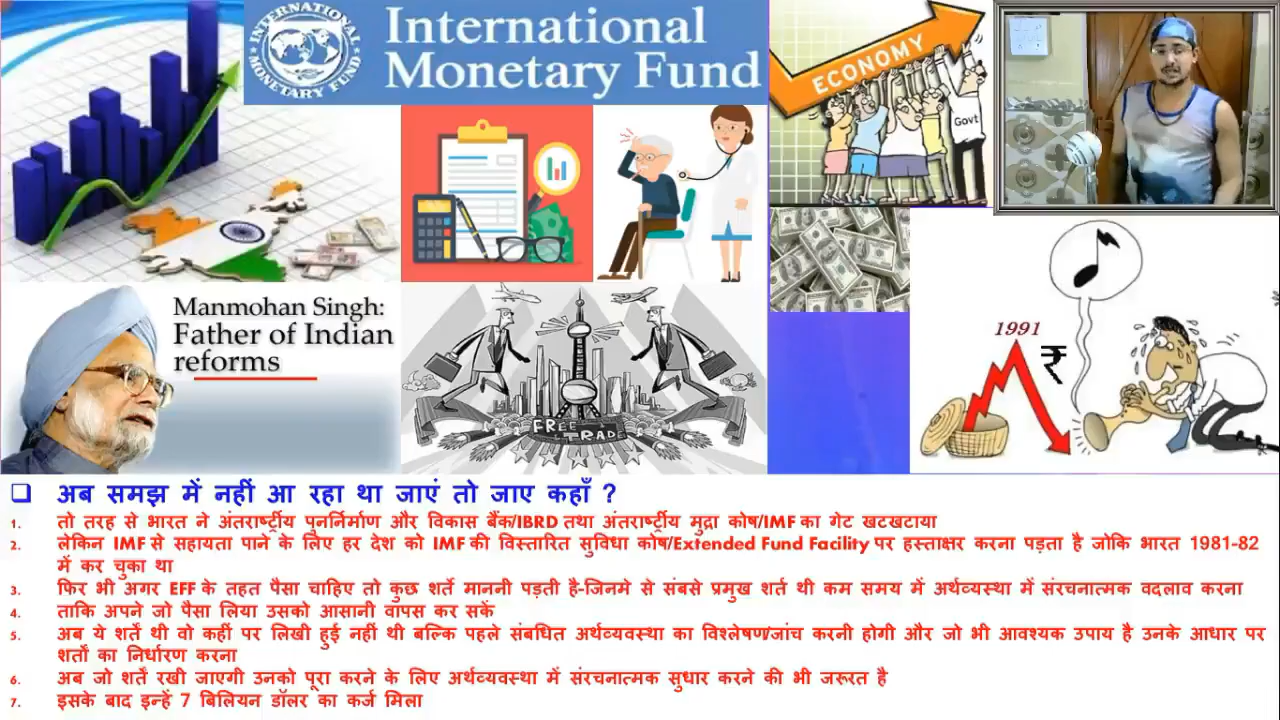 INTERNATIONAL MONETARY FUND
International
Monetary Fund
ECONOMY
Govt
Manmohan Singh:
Father of Indian
reforms
FREE TRADE
1991
₹
अब समझ में नहीं आ रहा था जाएं तो जाए कहाँ ?
1. तो तरह से भारत ने अंतरार्ष्ट्रीय पुनर्निर्माण और विकास बैंक/IBRD तथा अंतरार्ष्ट्रीय मुद्रा कोष/IMF का गेट खटखटाया
2. लेकिन IMF से सहायता पाने के लिए हर देश को IMF की विस्तारित सुविधा कोष/Extended Fund Facility पर हस्ताक्षर करना पड़ता है जोकि भारत 1981-82
में कर चुका था
3. फिर भी अगर EFF के तहत पैसा चाहिए तो कुछ शर्ते माननी पड़ती है-जिनमे से संबसे प्रमुख शर्त थी कम समय में अर्थव्यवस्था में संरचनात्मक वदलाव करना
4. ताकि अपने जो पैसा लिया उसको आसानी वापस कर सकें
5. अब ये शर्तें थी वो कहीं पर लिखी हुई नहीं थी बल्कि पहले संबधित अर्थव्यवस्था का विश्लेषण/जांच करनी होगी और जो भी आवश्यक उपाय है उनके आधार पर
शर्तों का निर्धारण करना
6. अब जो शर्तें रखी जाएगी उनको पूरा करने के लिए अर्थव्यवस्था में संरचनात्मक सुधार करने की भी जरूरत है
7. इसके बाद इन्हें 7 बिलियन डॉलर का कर्ज मिला